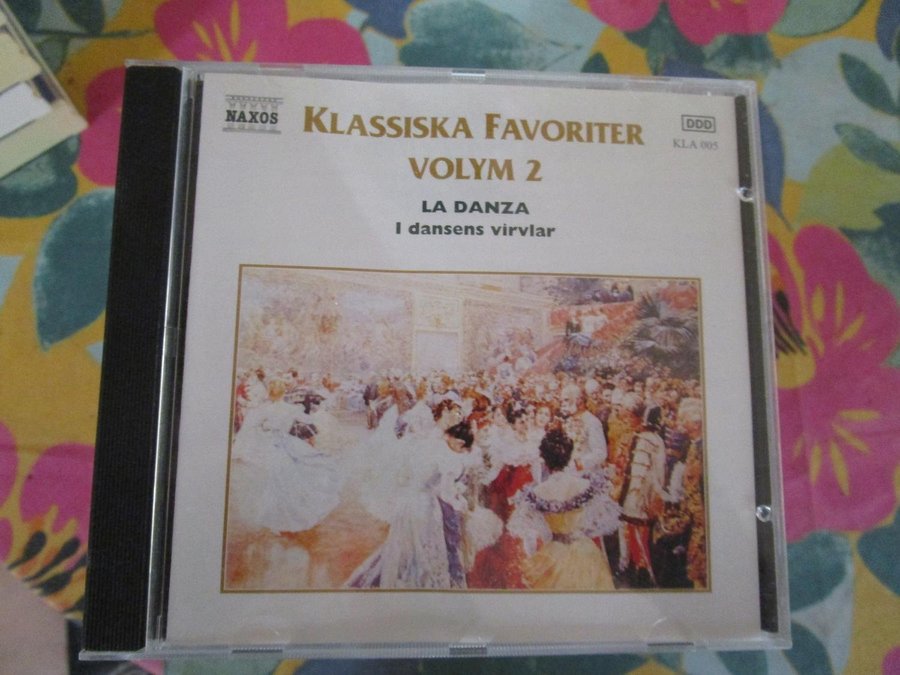 NAXOS
KLASSISKA FAVORITER
DDD
KLA 005
VOLYM 2
LA DANZA
I dansens virvlar